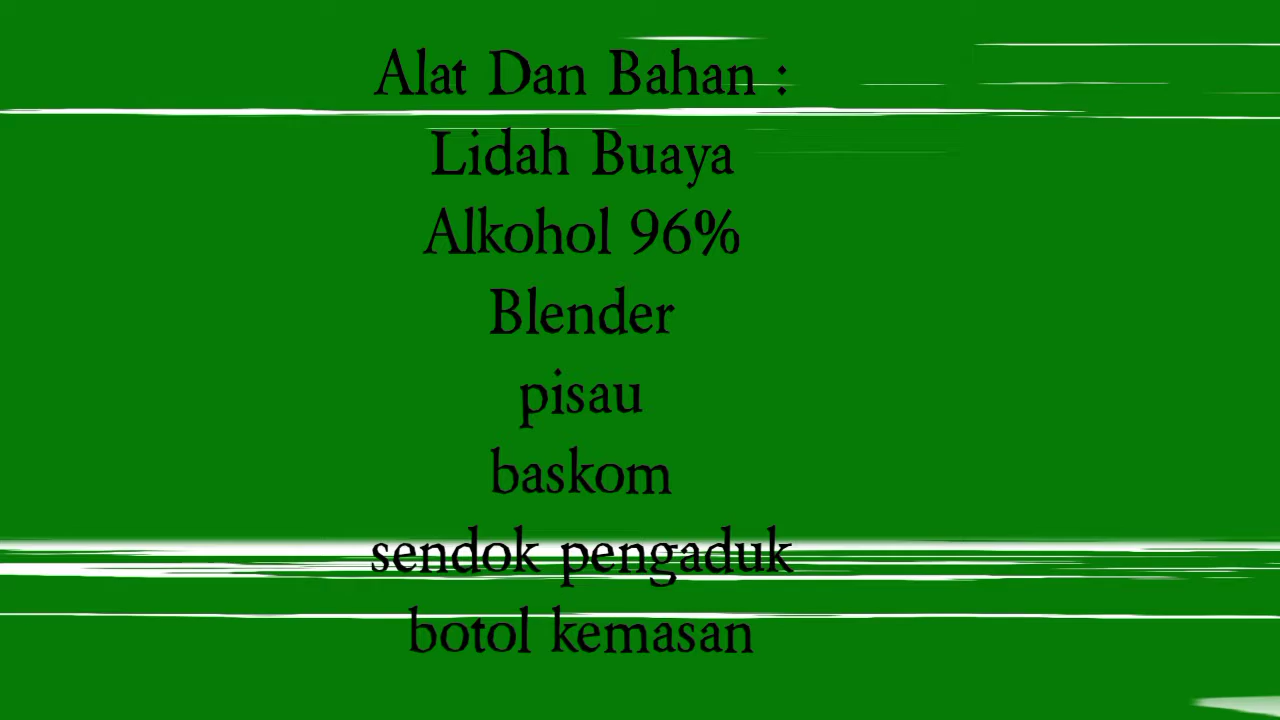 Alat Dan Bahan :
Lidah Buaya
Alkohol 96%
Blender
pisau
baskom
sendok pengaduk
botol kemasan